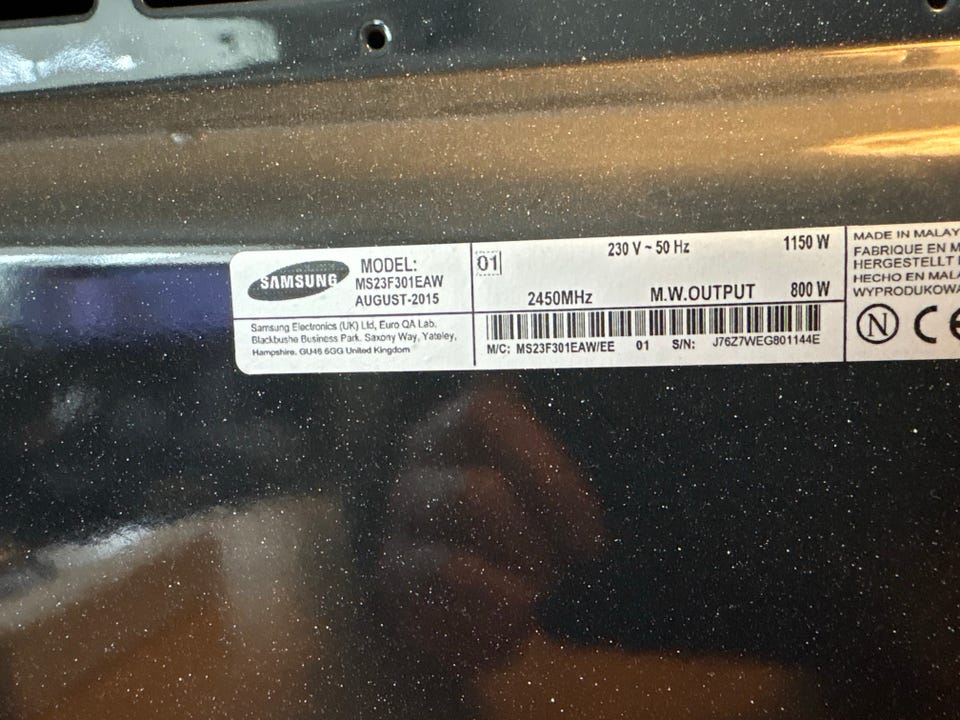 SAMSUNG
MODEL:
MS23F301EAW
AUGUST-2015
Samsung Electronics (UK) Ltd, Euro QA Lab.
Blackbushe Business Park. Saxony Way, Yateley,
Hampshire. GU46 6GG United Kingdom
01
230 V ~ 50 Hz 1150 W
2450MHz M.W.OUTPUT 800 W
M/C: MS23F301EAW/EE 01 S/N: J76Z7WEG801144E
MADE IN MALAY
FABRIQUE EN M
HERGESTELLT
HECHO EN MALA
WYPRODUKOWA
N CE